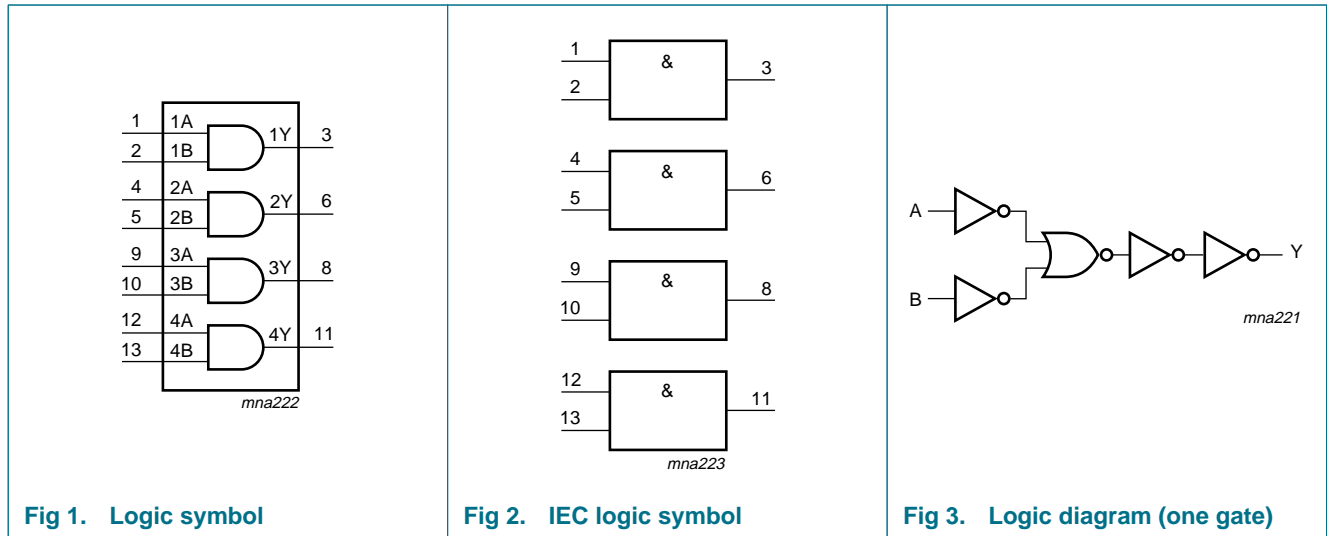 1 1A 1Y 3
2 1B
4 2A 2Y 6
5 2B
9 3A 3Y 8
10 3B
12 4A 4Y 11
13 4B
mna222
Fig 1. Logic symbol
1 & 3
2
4 & 6
5
9 & 8
10
12 & 11
13
mna223
Fig 2. IEC logic symbol
A
Y
B
mna221
Fig 3. Logic diagram (one gate)